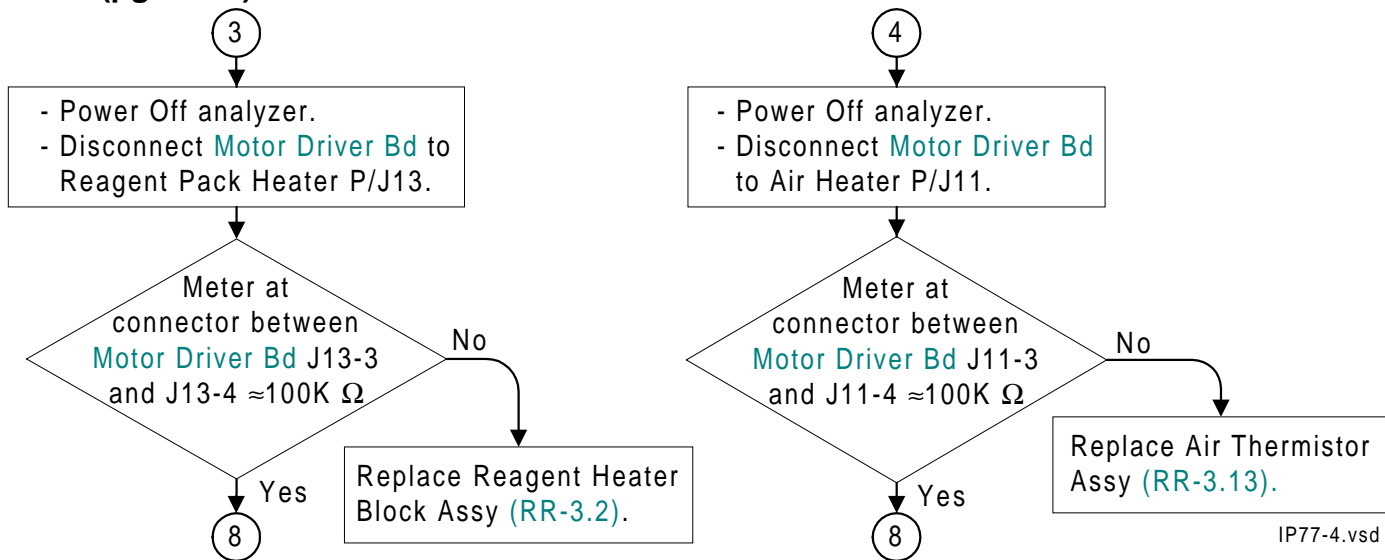 3
- Power Off analyzer.
- Disconnect Motor Driver Bd to
Reagent Pack Heater P/J13.
Meter at
connector between
Motor Driver Bd J13-3
and J13-4 ≈100K Ω
No
Replace Reagent Heater
Block Assy (RR-3.2).
Yes
8
4
- Power Off analyzer.
- Disconnect Motor Driver Bd
to Air Heater P/J11.
Meter at
connector between
Motor Driver Bd J11-3
and J11-4 ≈100K Ω
No
Replace Air Thermistor
Assy (RR-3.13).
Yes
8
IP77-4.vsd